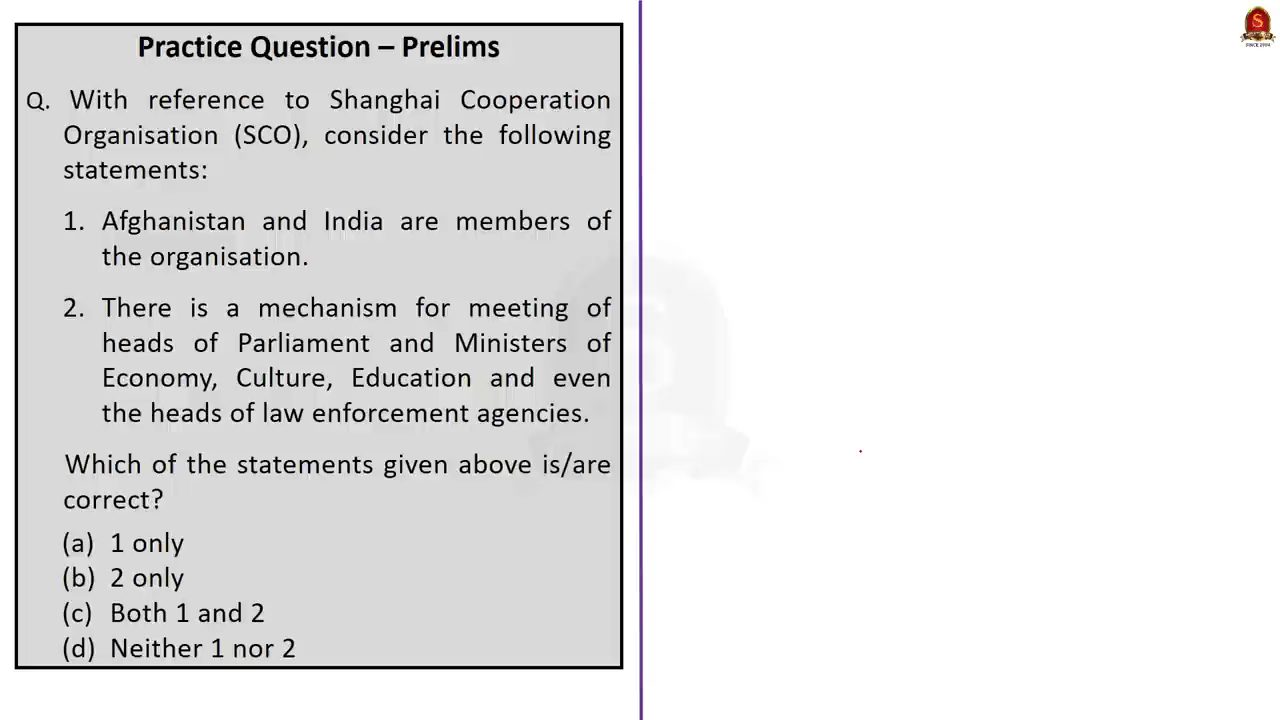 S
SINCE 1984
Practice Question – Prelims
Q. With reference to Shanghai Cooperation
Organisation (SCO), consider the following
statements:
1. Afghanistan and India are members of
the organisation.
2. There is a mechanism for meeting of
heads of Parliament and Ministers of
Economy, Culture, Education and even
the heads of law enforcement agencies.
Which of the statements given above is/are
correct?
(a) 1 only
(b) 2 only
(c) Both 1 and 2
(d) Neither 1 nor 2